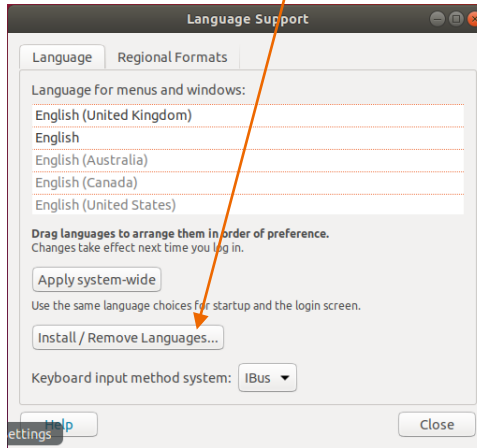 Language Support
Language Regional Formats
Language for menus and windows:
English (United Kingdom)
English
English (Australia)
English (Canada)
English (United States)
Drag languages to arrange them in order of preference.
Changes take effect next time you log in.
Apply system-wide
Use the same language choices for startup and the login screen.
Install / Remove Languages...
Keyboard input method system: IBus
Help Close
ettings